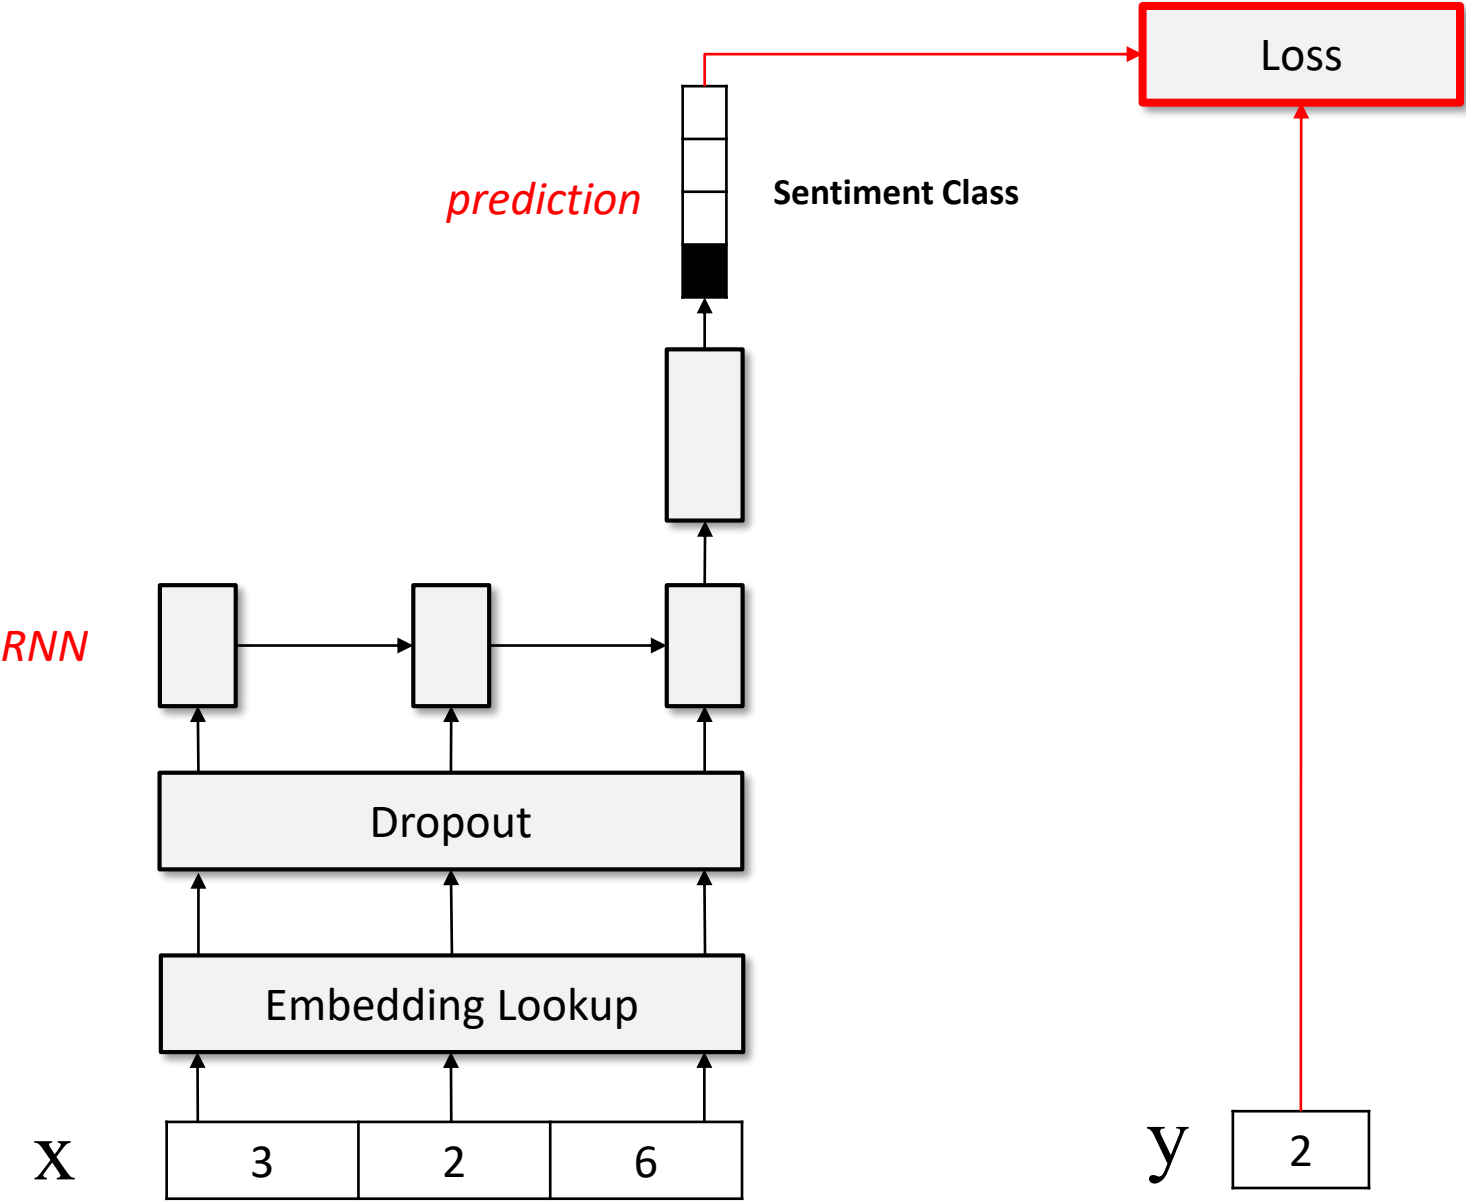 Loss
prediction
Sentiment Class
RNN
Dropout
Embedding Lookup
x 3 2 6
y 2